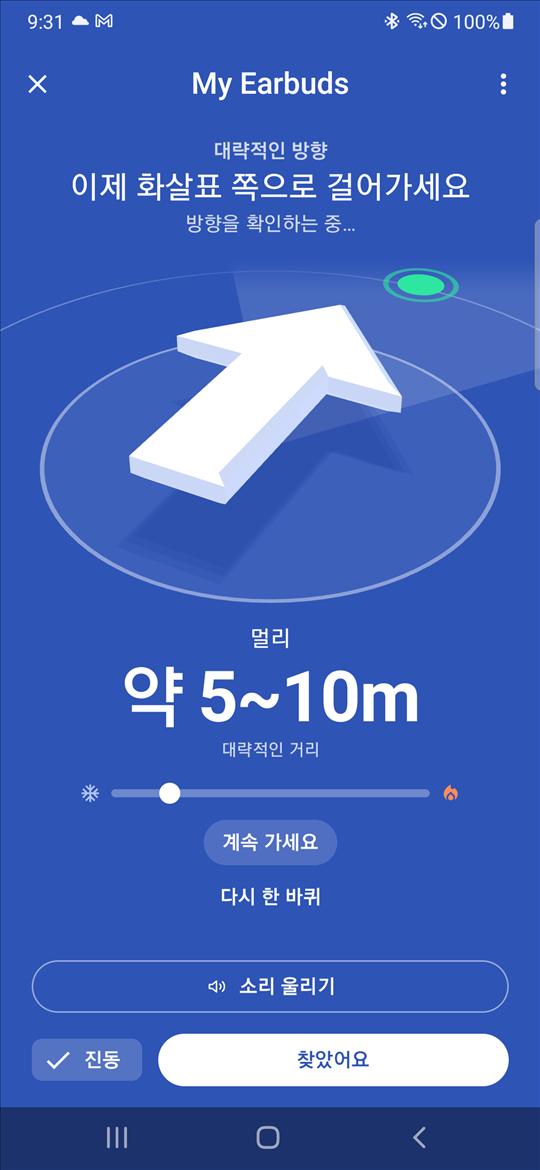 9:31
100%
My Earbuds
대략적인 방향
이제 화살표 쪽으로 걸어가세요
방향을 확인하는 중...
멀리
약 5~10m
대략적인 거리
계속 가세요
다시 한 바퀴
소리 울리기
진동
찾았어요